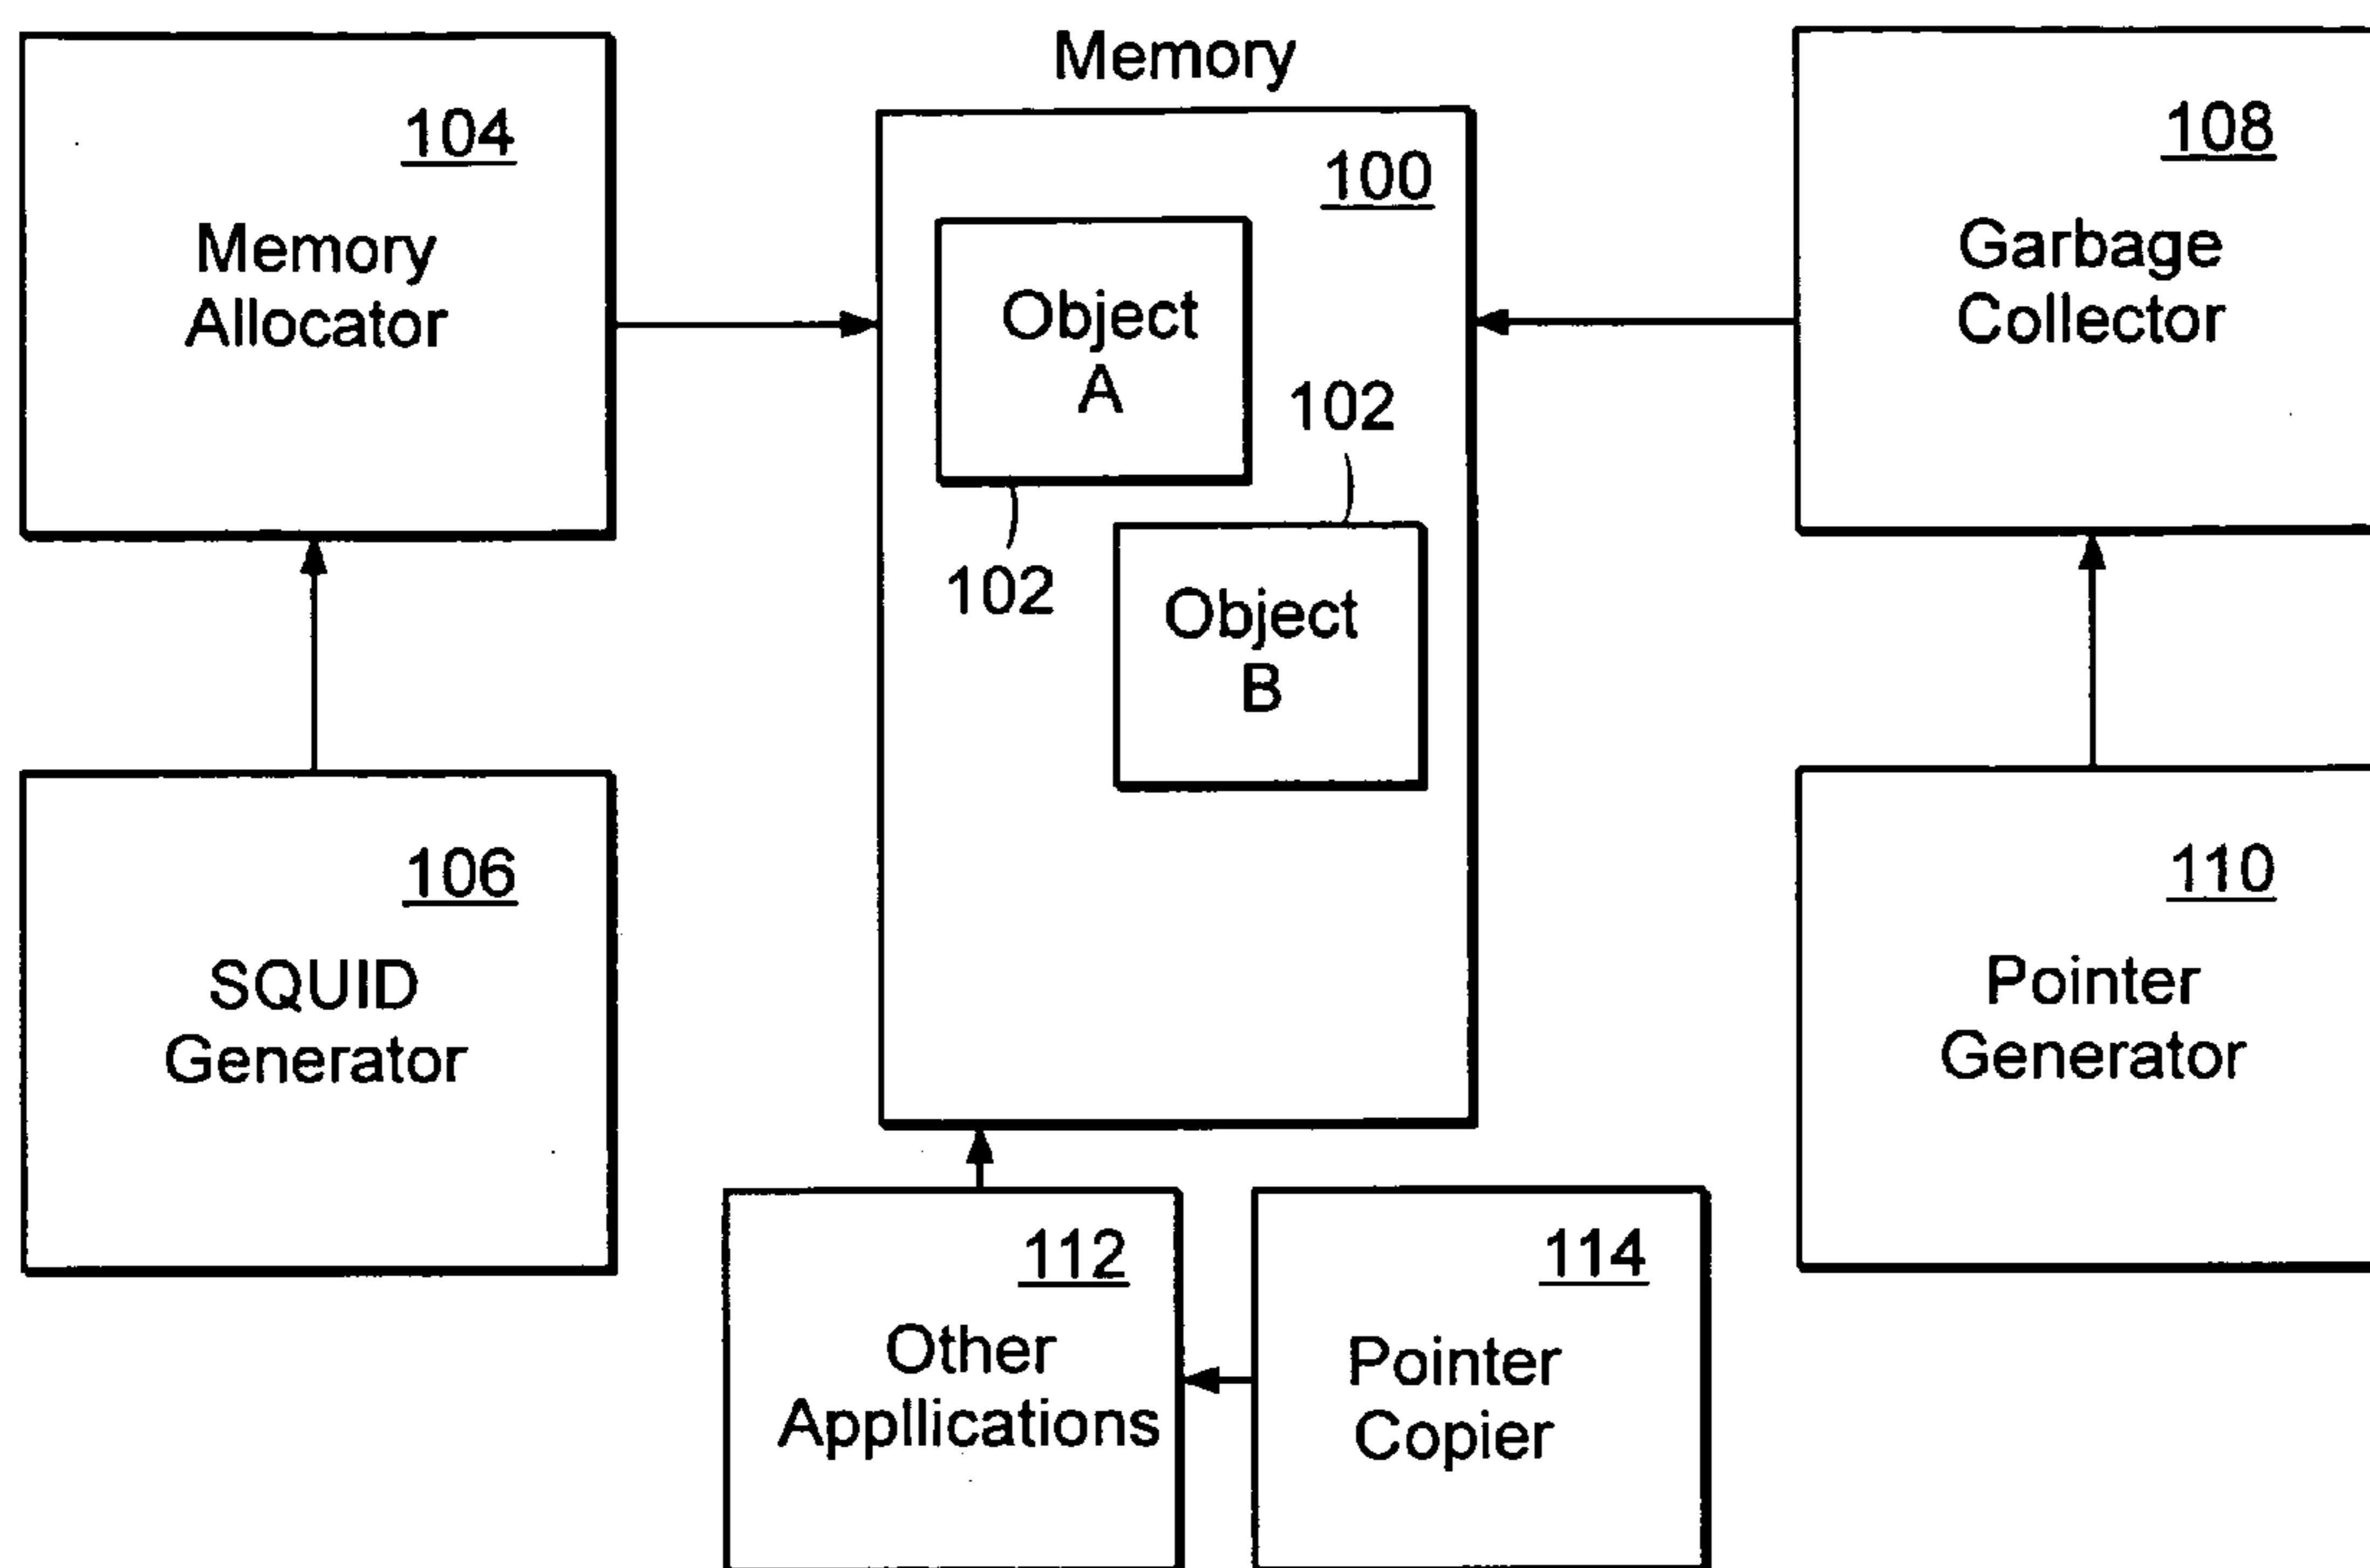 Memory
104
Memory
Allocator
100
Object
A
102
102
Object
B
108
Garbage
Collector
106
SQUID
Generator
110
Pointer
Generator
112
Other
Appllications
114
Pointer
Copier